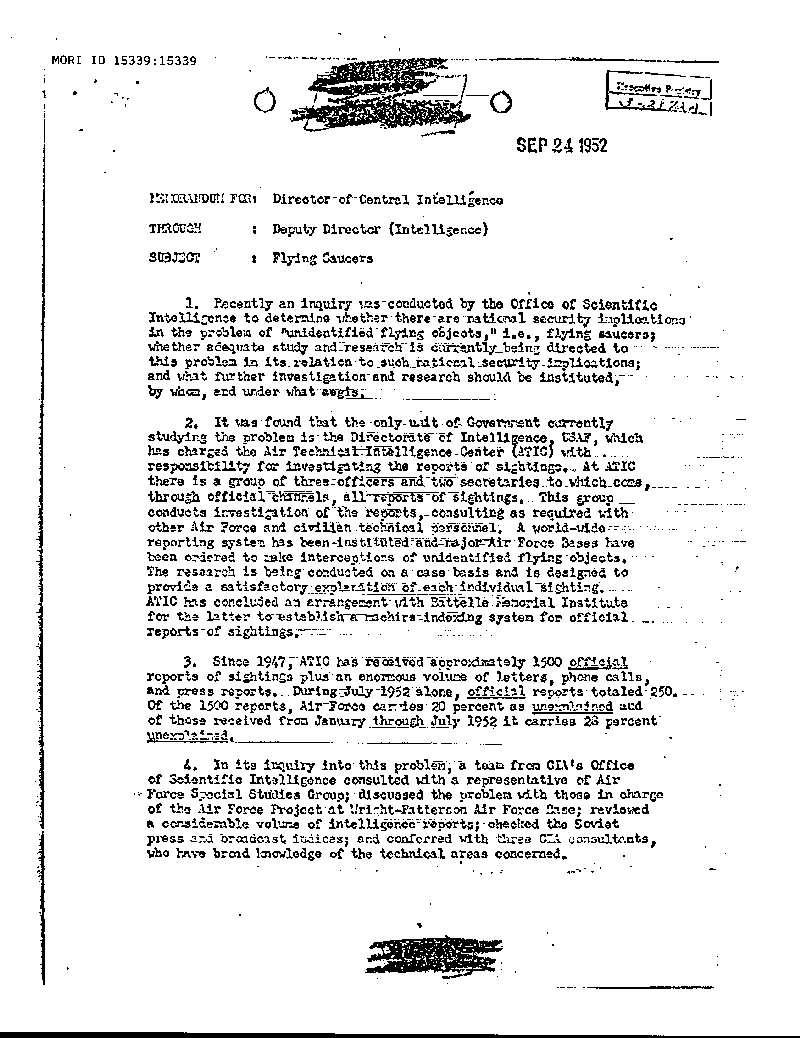 MORI ID 15339:15339
Executive Registry
SEP 24 1952
MEMORANDUM FOR: Director of Central Intelligence
THROUGH : Deputy Director (Intelligence)
SUBJECT : Flying Saucers
1. Recently an inquiry was conducted by the Office of Scientific
Intelligence to determine whether there are national security implications
in the problem of "unidentified flying objects," i.e., flying saucers;
whether adequate study and research is currently being directed to
this problem in its relation to such national security implications;
and what further investigation and research should be instituted,
by whom, and under what aegis.
2. It was found that the only unit of Government currently
studying the problem is the Directorate of Intelligence, USAF, which
has charged the Air Technical Intelligence Center (ATIC) with
responsibility for investigating the reports of sightings. At ATIC
there is a group of three officers and two secretaries to which come,
through official channels, all reports of sightings. This group
conducts investigation of the reports, consulting as required with
other Air Force and civilian technical personnel. A world-wide
reporting system has been instituted and major Air Force Bases have
been ordered to make interceptions of unidentified flying objects.
The research is being conducted on a case basis and is designed to
provide a satisfactory explanation of each individual sighting.
ATIC has concluded an arrangement with Battelle Memorial Institute
for the latter to establish a machine indexing system for official
reports of sightings.
3. Since 1947, ATIC has received approximately 1500 official
reports of sightings plus an enormous volume of letters, phone calls,
and press reports. During July 1952 alone, official reports totaled 250.
Of the 1500 reports, Air Force carries 20 percent as unexplained and
of those received from January through July 1952 it carries 28 percent
unexplained.
4. In its inquiry into this problem, a team from CIA's Office
of Scientific Intelligence consulted with a representative of Air
Force Special Studies Group; discussed the problem with those in charge
of the Air Force Project at Wright-Patterson Air Force Base; reviewed
a considerable volume of intelligence reports; checked the Soviet
press and broadcast indices; and conferred with three CIA consultants,
who have broad knowledge of the technical areas concerned.